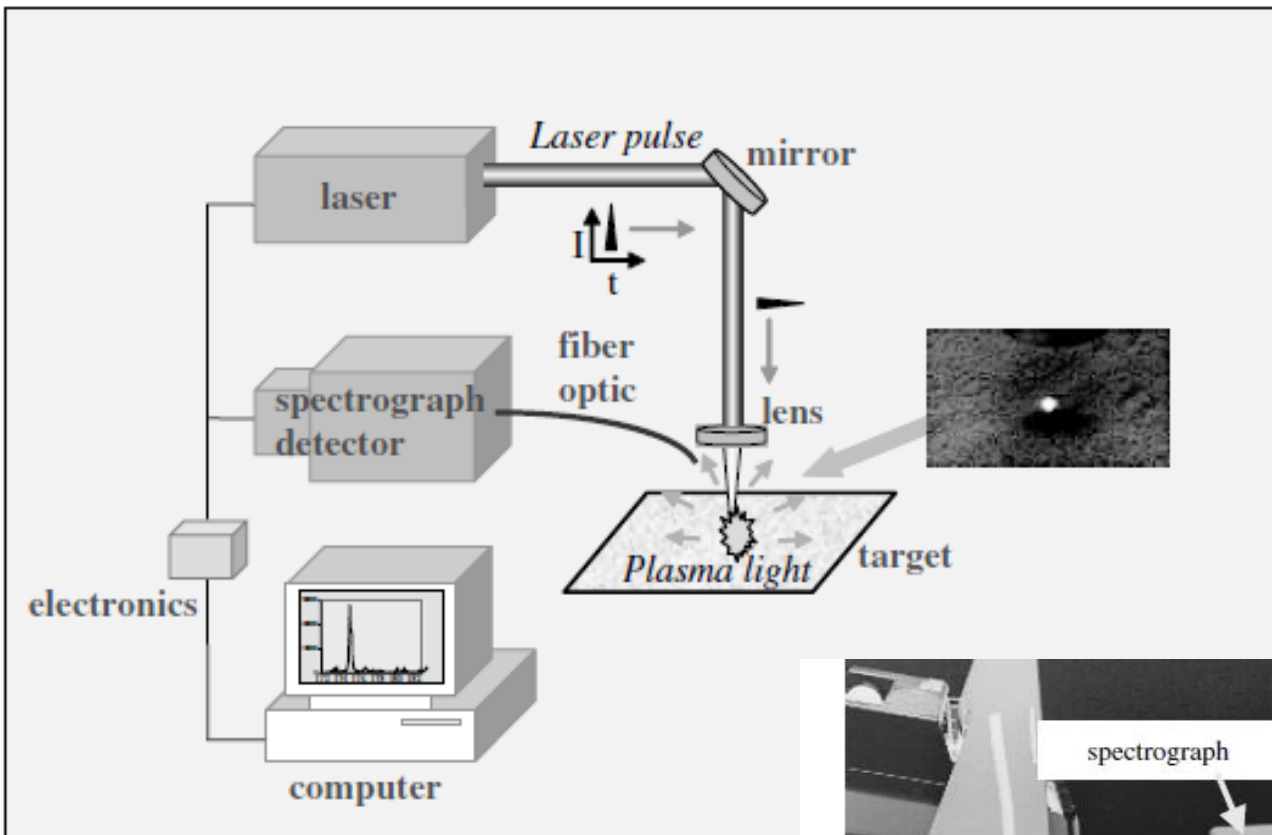 Laser pulse
mirror
laser
I
t
fiber
optic
lens
spectrograph
detector
target
Plasma light
electronics
computer
spectrograph